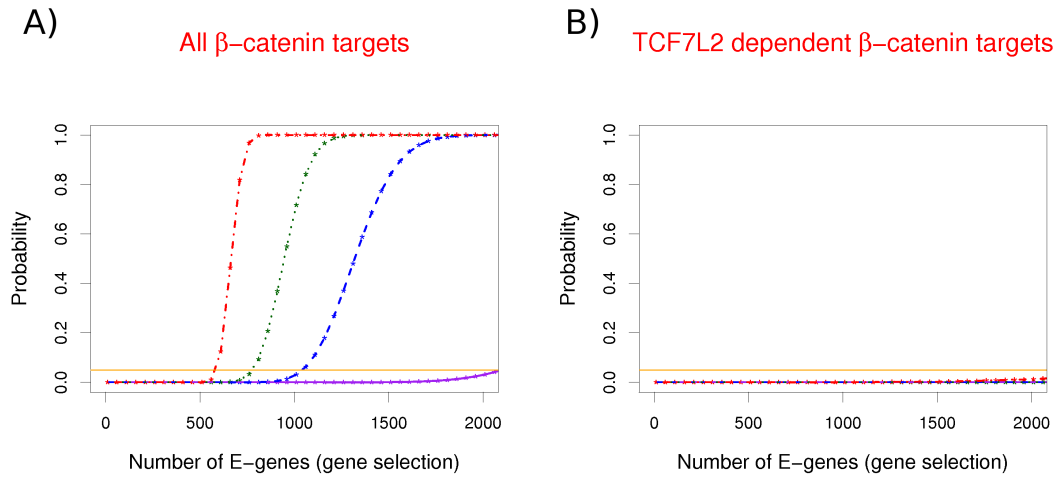 A)
All β−catenin targets
Probability
1.0
0.8
0.6
0.4
0.2
0.0
0 500 1000 1500 2000
Number of E−genes (gene selection)
B)
TCF7L2 dependent β−catenin targets
Probability
1.0
0.8
0.6
0.4
0.2
0.0
0 500 1000 1500 2000
Number of E−genes (gene selection)